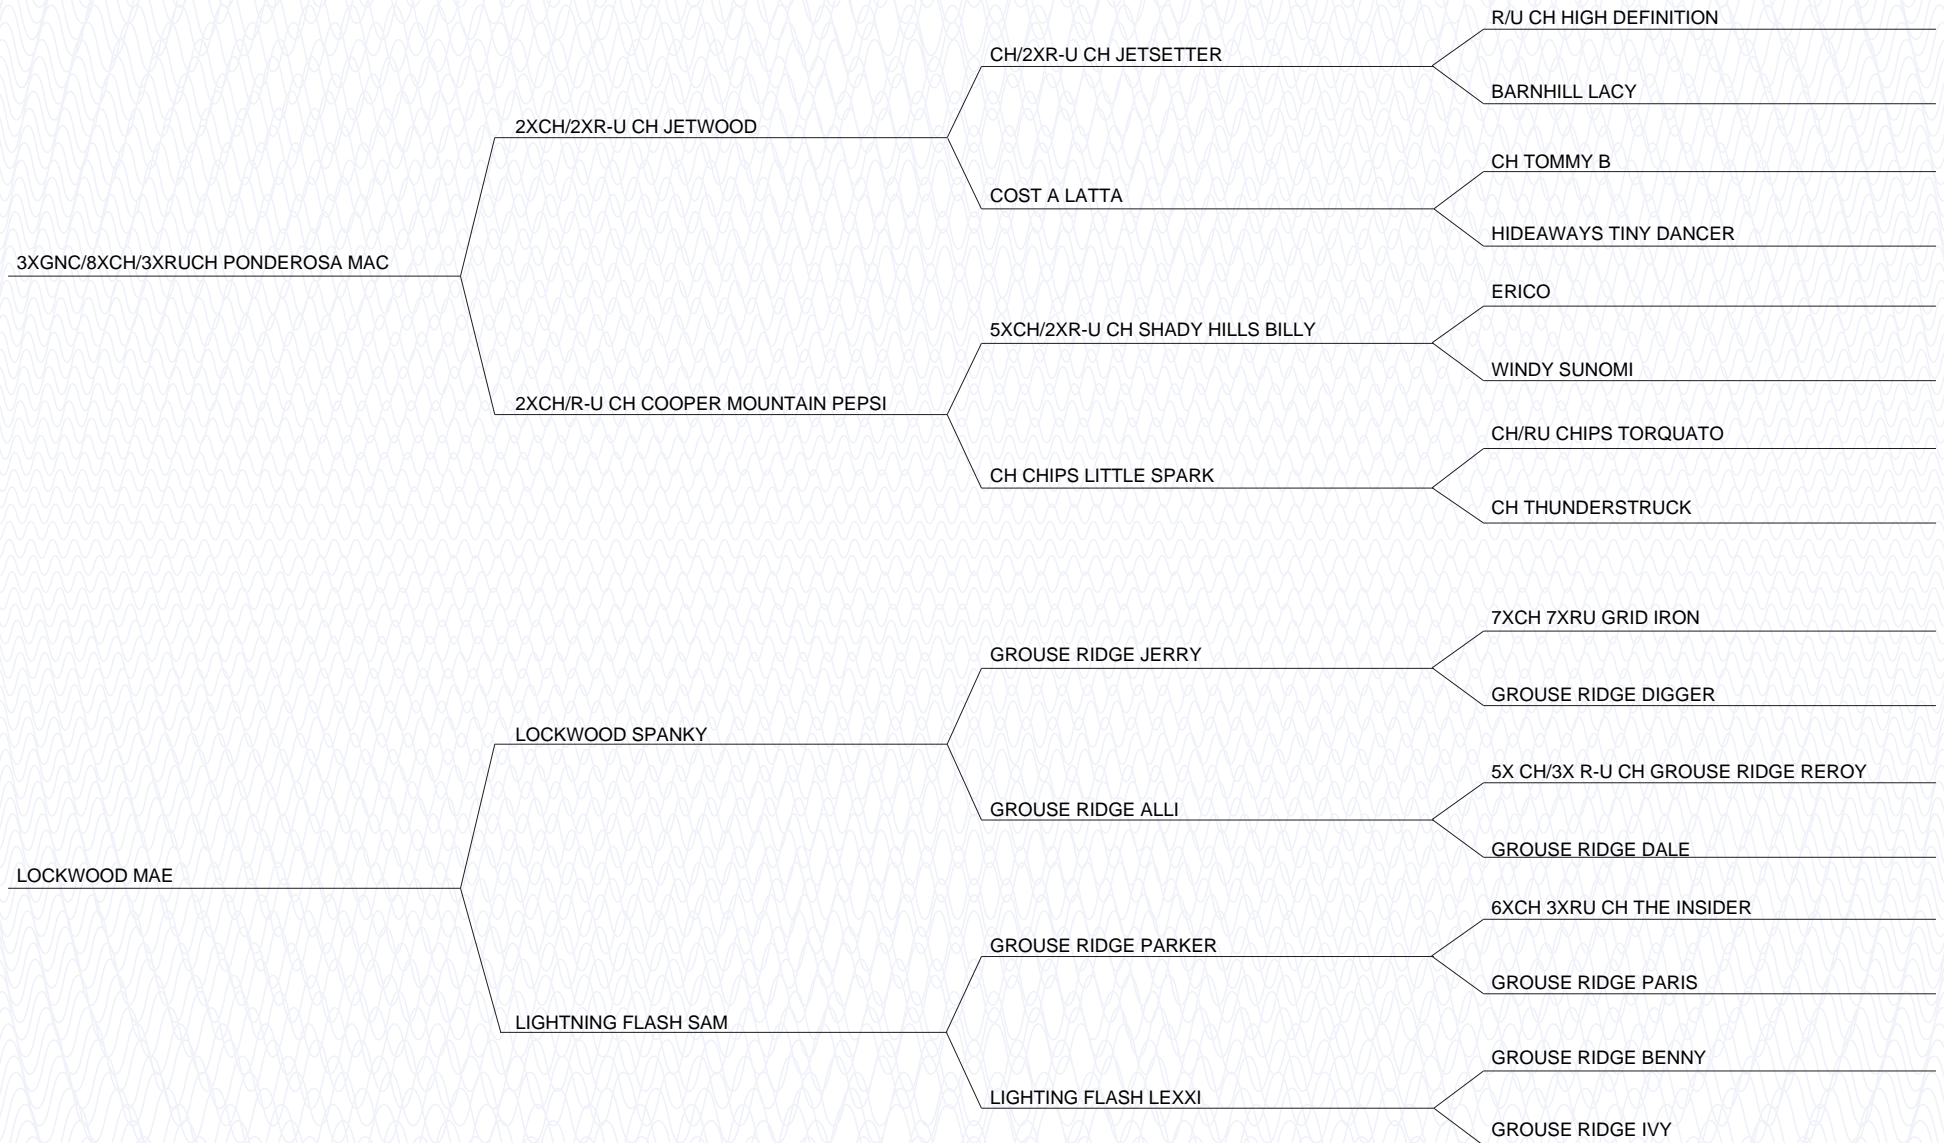 R/U CH HIGH DEFINITION
CH/2XR-U CH JETSETTER
BARNHILL LACY
2XCH/2XR-U CH JETWOOD
CH TOMMY B
COST A LATTA
HIDEAWAYS TINY DANCER
3XGNC/8XCH/3XRUCH PONDEROSA MAC
ERICO
5XCH/2XR-U CH SHADY HILLS BILLY
WINDY SUNOMI
2XCH/R-U CH COOPER MOUNTAIN PEPSI
CH/RU CHIPS TORQUATO
CH CHIPS LITTLE SPARK
CH THUNDERSTRUCK
7XCH 7XRU GRID IRON
GROUSE RIDGE JERRY
GROUSE RIDGE DIGGER
LOCKWOOD SPANKY
5X CH/3X R-U CH GROUSE RIDGE REROY
GROUSE RIDGE ALLI
GROUSE RIDGE DALE
LOCKWOOD MAE
6XCH 3XRU CH THE INSIDER
GROUSE RIDGE PARKER
GROUSE RIDGE PARIS
LIGHTNING FLASH SAM
GROUSE RIDGE BENNY
LIGHTING FLASH LEXXI
GROUSE RIDGE IVY